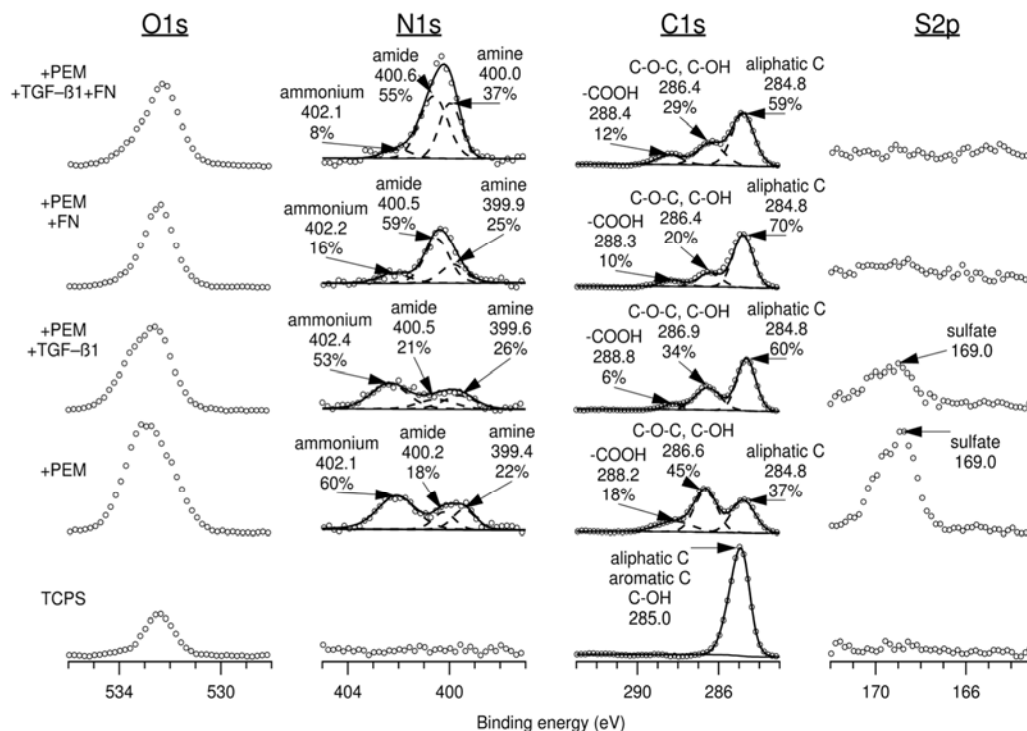 O1s
N1s
C1s
S2p
+PEM
+TGF–ß1+FN
ammonium
402.1
8%
amide
400.6
55%
amine
400.0
37%
-COOH
288.4
12%
C-O-C, C-OH
286.4
29%
aliphatic C
284.8
59%
+PEM
+FN
ammonium
402.2
16%
amide
400.5
59%
amine
399.9
25%
-COOH
288.3
10%
C-O-C, C-OH
286.4
20%
aliphatic C
284.8
70%
+PEM
+TGF–ß1
ammonium
402.4
53%
amide
400.5
21%
amine
399.6
26%
-COOH
288.8
6%
C-O-C, C-OH
286.9
34%
aliphatic C
284.8
60%
sulfate
169.0
+PEM
ammonium
402.1
60%
amide
400.2
18%
amine
399.4
22%
-COOH
288.2
18%
C-O-C, C-OH
286.6
45%
aliphatic C
284.8
37%
sulfate
169.0
TCPS
aliphatic C
aromatic C
C-OH
285.0
534
530
404
400
290
286
170
166
Binding energy (eV)